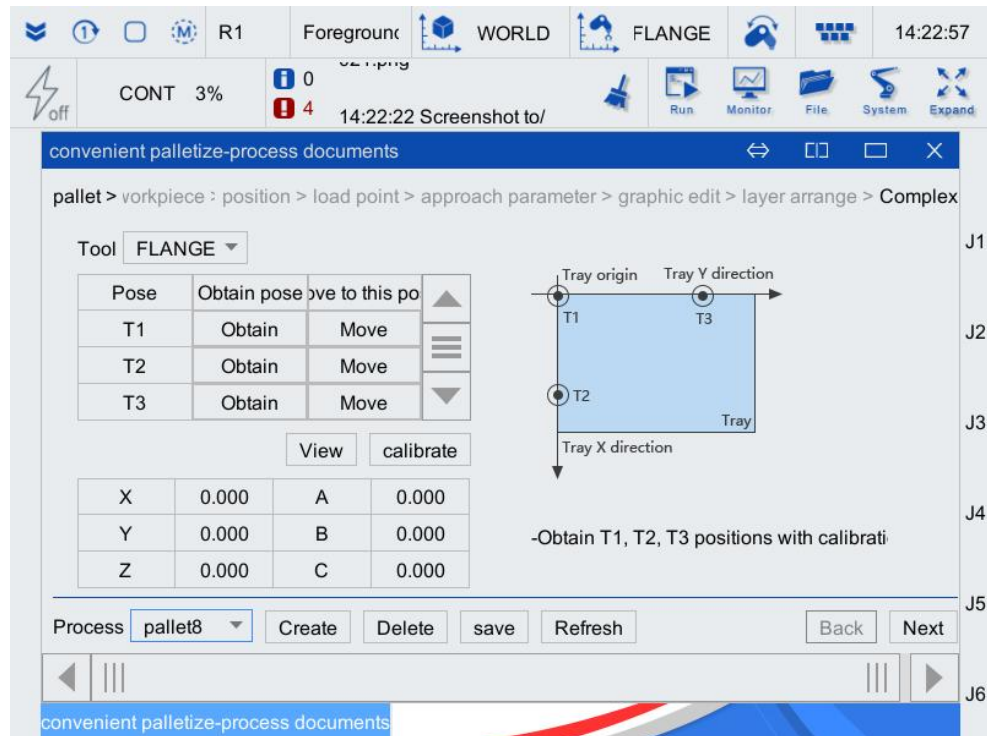 R1 Foregroun WORLD FLANGE 14:22:57
off CONT 3% 0 Run Monitor File System Expand
4 14:22:22 Screenshot to/
convenient palletize-process documents
pallet > vorkpiece : position > load point > approach parameter > graphic edit > layer arrange > Complex
Tool FLANGE
Pose Obtain pose ove to this po
T1 Obtain Move
T2 Obtain Move
T3 Obtain Move
View calibrate
X 0.000 A 0.000
Y 0.000 B 0.000
Z 0.000 C 0.000
Tray origin Tray Y direction
T1 T3
T2
Tray
Tray X direction
-Obtain T1, T2, T3 positions with calibrati
J1
J2
J3
J4
J5
J6
Process pallet8 Create Delete save Refresh Back Next
convenient palletize-process documents